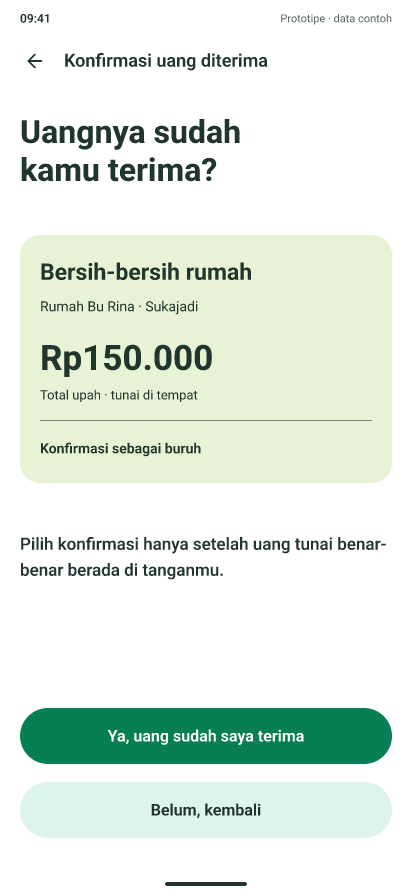 09:41
Prototipe · data contoh
Konfirmasi uang diterima
Uangnya sudah
kamu terima?
Bersih-bersih rumah
Rumah Bu Rina · Sukajadi
Rp150.000
Total upah · tunai di tempat
Konfirmasi sebagai buruh
Pilih konfirmasi hanya setelah uang tunai benar-
benar berada di tanganmu.
Ya, uang sudah saya terima
Belum, kembali